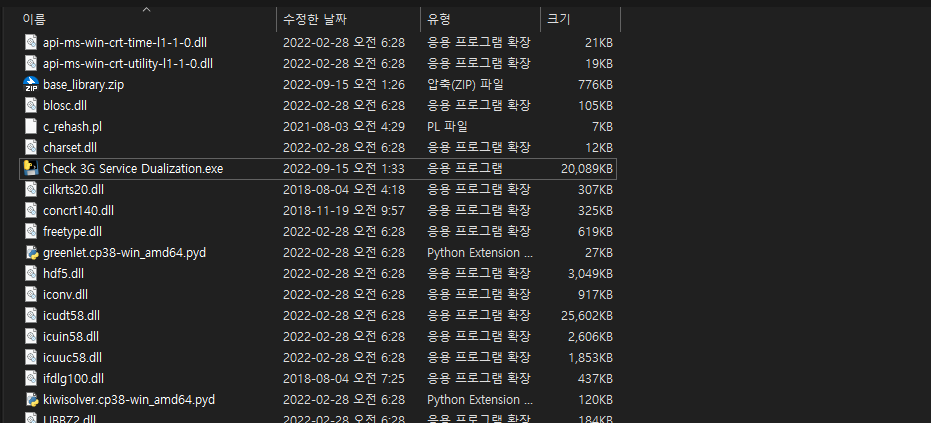 이름 수정한 날짜 유형 크기
api-ms-win-crt-time-l1-1-0.dll 2022-02-28 오전 6:28 응용 프로그램 확장 21KB
api-ms-win-crt-utility-l1-1-0.dll 2022-02-28 오전 6:28 응용 프로그램 확장 19KB
ZIP base_library.zip 2022-09-15 오전 1:26 압축(ZIP) 파일 776KB
blosc.dll 2022-02-28 오전 6:28 응용 프로그램 확장 105KB
c_rehash.pl 2021-08-03 오전 4:29 PL 파일 7KB
charset.dll 2022-02-28 오전 6:28 응용 프로그램 확장 12KB
Check 3G Service Dualization.exe 2022-09-15 오전 1:33 응용 프로그램 20,089KB
cilkrts20.dll 2018-08-04 오전 4:18 응용 프로그램 확장 307KB
concrt140.dll 2018-11-19 오전 9:57 응용 프로그램 확장 325KB
freetype.dll 2022-02-28 오전 6:28 응용 프로그램 확장 619KB
greenlet.cp38-win_amd64.pyd 2022-02-28 오전 6:28 Python Extension ... 27KB
hdf5.dll 2022-02-28 오전 6:28 응용 프로그램 확장 3,049KB
iconv.dll 2022-02-28 오전 6:28 응용 프로그램 확장 917KB
icudt58.dll 2022-02-28 오전 6:28 응용 프로그램 확장 25,602KB
icuin58.dll 2022-02-28 오전 6:28 응용 프로그램 확장 2,606KB
icuuc58.dll 2022-02-28 오전 6:28 응용 프로그램 확장 1,853KB
ifdlg100.dll 2018-08-04 오전 7:25 응용 프로그램 확장 437KB
kiwisolver.cp38-win_amd64.pyd 2022-02-28 오전 6:28 Python Extension ... 120KB
LIBBZ2.dll 2022-02-28 오전 6:28 응용 프로그램 확장 184KB